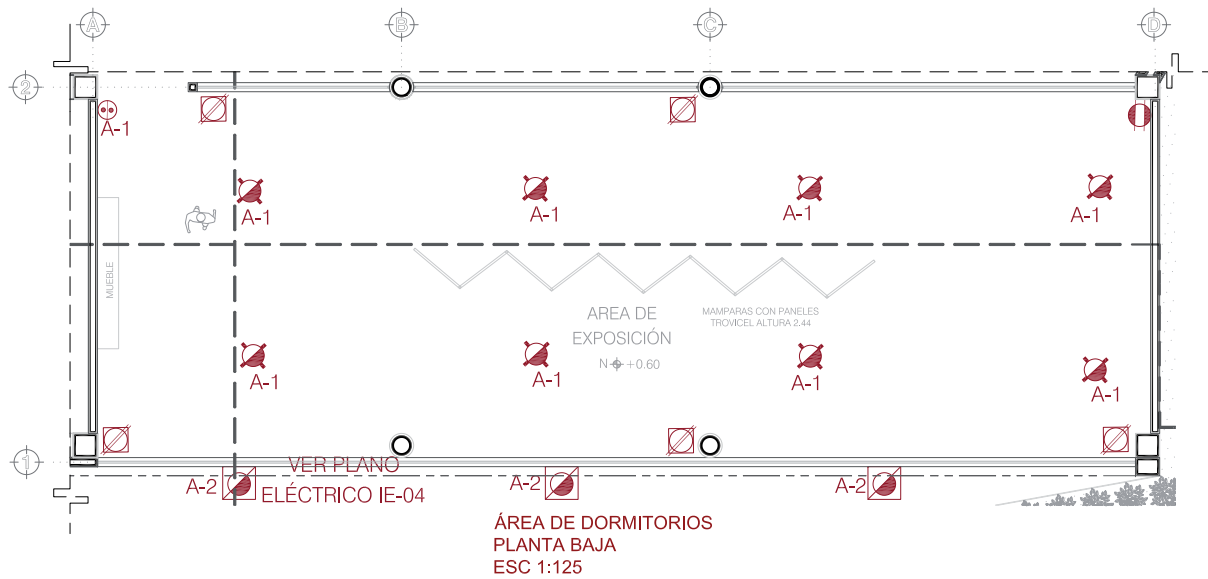 A
B
C
D
2
A-1
A-1
A-1
A-1
A-1
MUEBLE
AREA DE
EXPOSICIÓN
N +0.60
MAMPARAS CON PANELES
TROVICEL ALTURA 2.44
A-1
A-1
A-1
A-1
1
VER PLANO
ELÉCTRICO IE-04
A-2
A-2
A-2
ÁREA DE DORMITORIOS
PLANTA BAJA
ESC 1:125